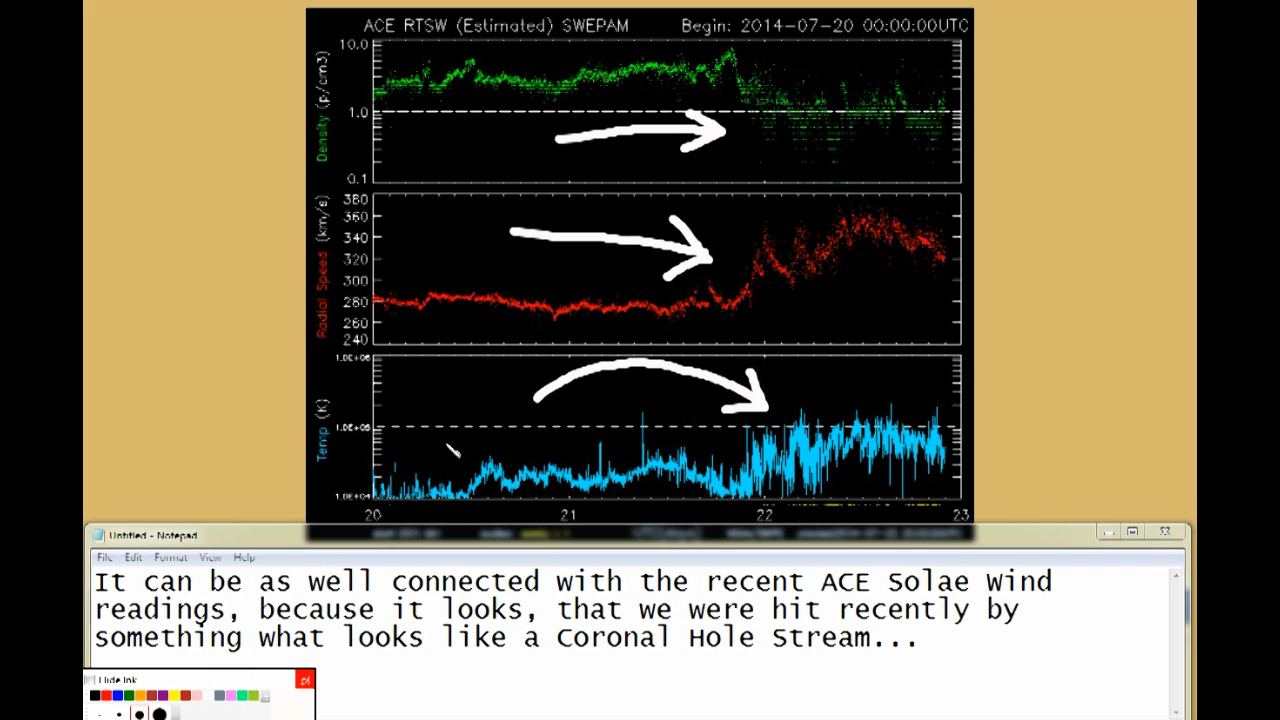 ACE RTSW (Estimated) SWEPAM Begin: 2014-07-20 00:00:00UTC
Density (p/cm3)
10.0
1.0
0.1
Radial Speed (km/s)
380
360
340
320
300
280
260
240
Temp (K)
1.0E+06
1.0E+05
1.0E+04
20 21 22 23
Untitled - Notepad
File Edit Format View Help
It can be as well connected with the recent ACE Solae Wind
readings, because it looks, that we were hit recently by
something what looks like a Coronal Hole Stream...
Hide Ink